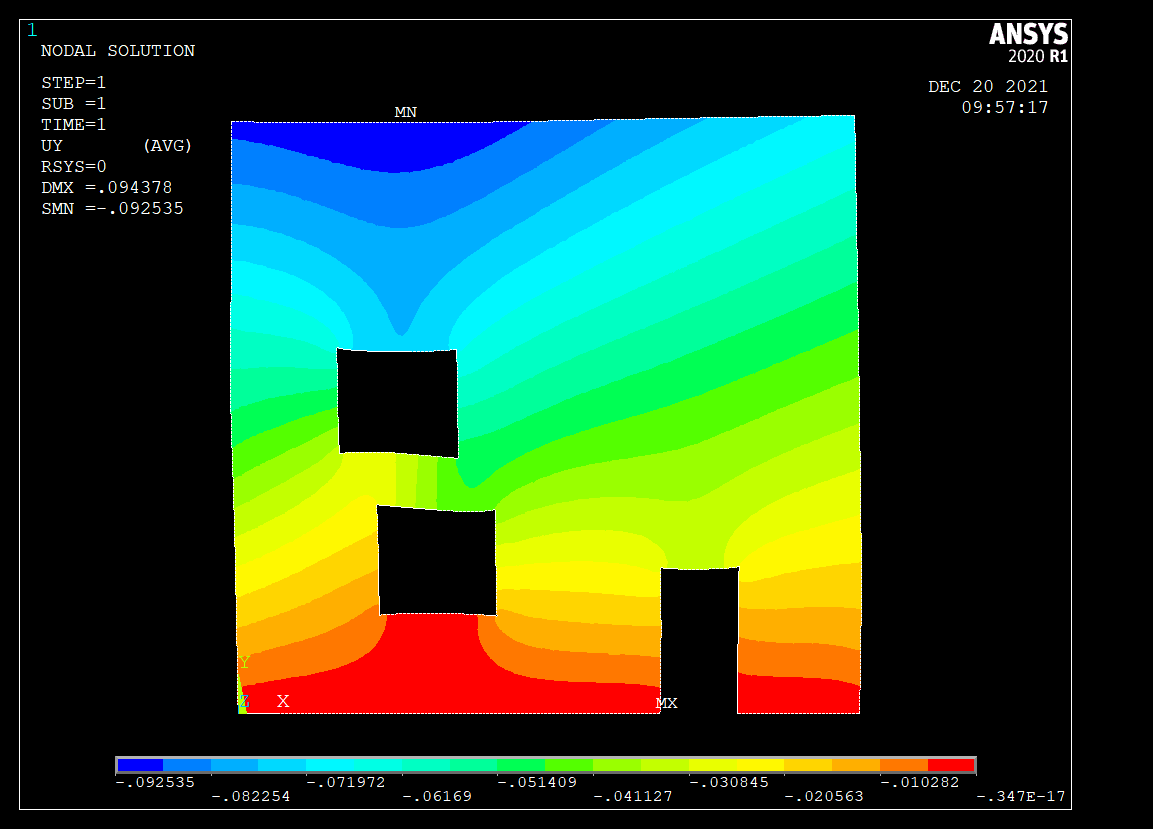 1
ANSYS
2020 R1
NODAL SOLUTION
STEP=1
SUB =1
TIME=1
UY (AVG)
RSYS=0
DMX =.094378
SMN =-.092535
DEC 20 2021
09:57:17
MN
Y
Z X
MX
-.092535 -.071972 -.051409 -.030845 -.010282
-.082254 -.06169 -.041127 -.020563 -.347E-17